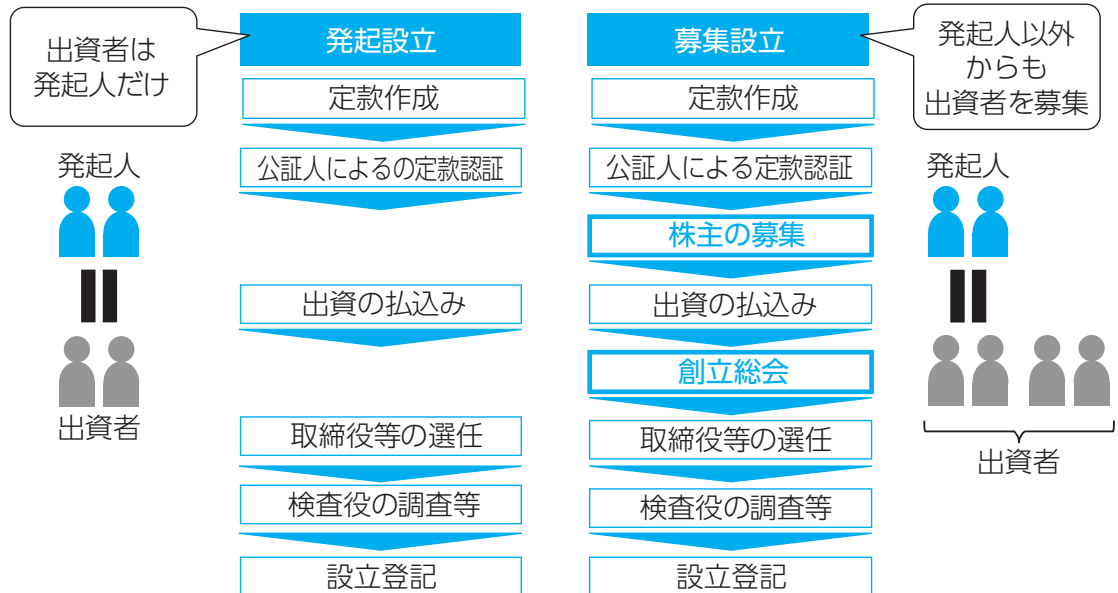 出資者は
発起人だけ
発起設立
定款作成
公証人によるの定款認証
出資の払込み
取締役等の選任
検査役の調査等
設立登記
発起人
出資者
募集設立
定款作成
公証人による定款認証
株主の募集
出資の払込み
創立総会
取締役等の選任
検査役の調査等
設立登記
発起人以外
からも
出資者を募集
発起人
出資者